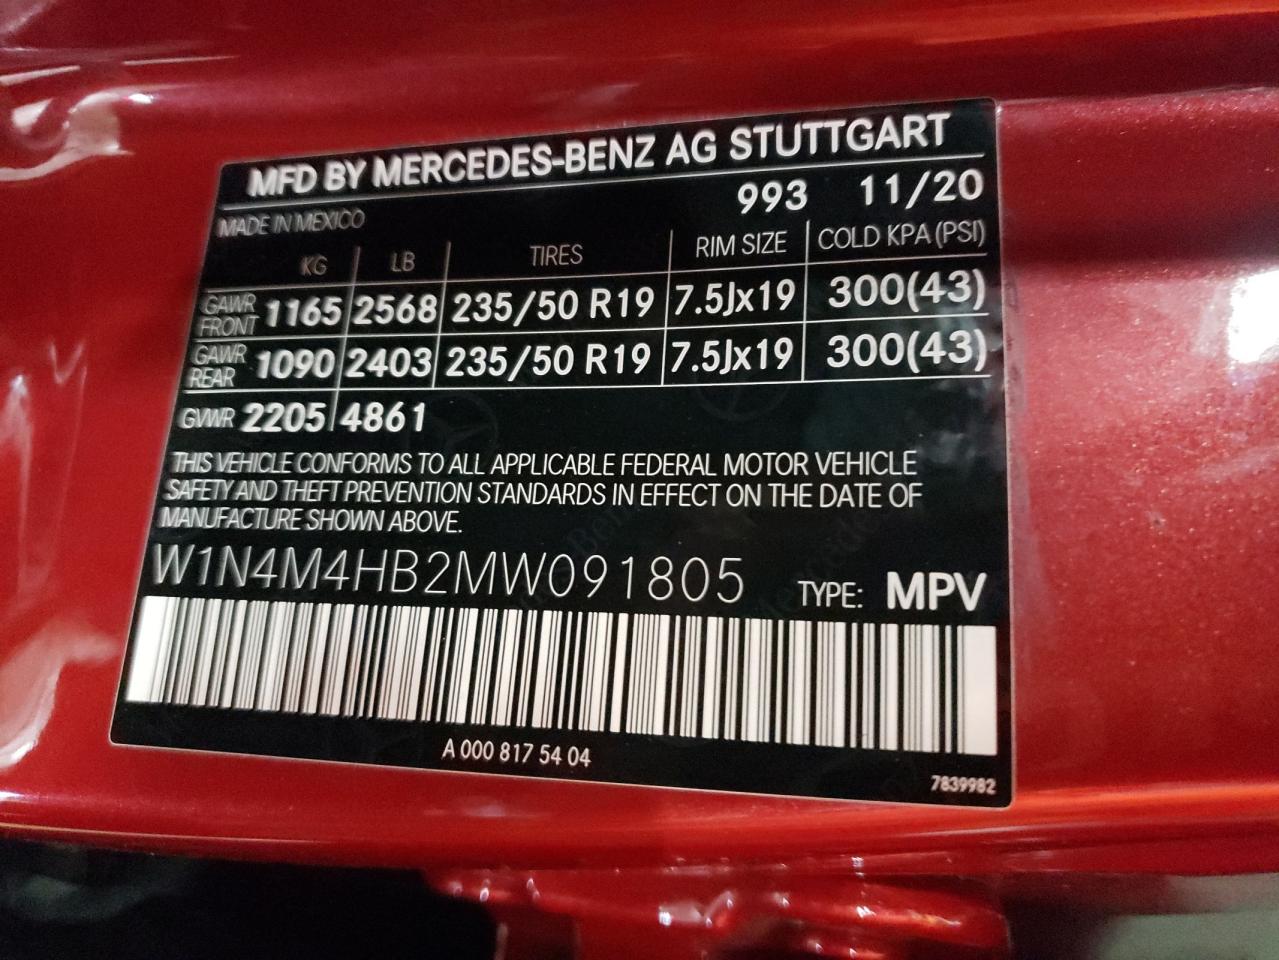 MFD BY MERCEDES-BENZ AG STUTTGART
MADE IN MEXICO 993 11/20
KG LB TIRES RIM SIZE COLD KPA (PSI)
GAWR FRONT 1165 2568 235/50 R19 7.5Jx19 300(43)
GAWR REAR 1090 2403 235/50 R19 7.5Jx19 300(43)
GVWR 2205 4861
THIS VEHICLE CONFORMS TO ALL APPLICABLE FEDERAL MOTOR VEHICLE
SAFETY AND THEFT PREVENTION STANDARDS IN EFFECT ON THE DATE OF
MANUFACTURE SHOWN ABOVE.
W1N4M4HB2MW091805 TYPE: MPV
A 000 817 54 04
7839982